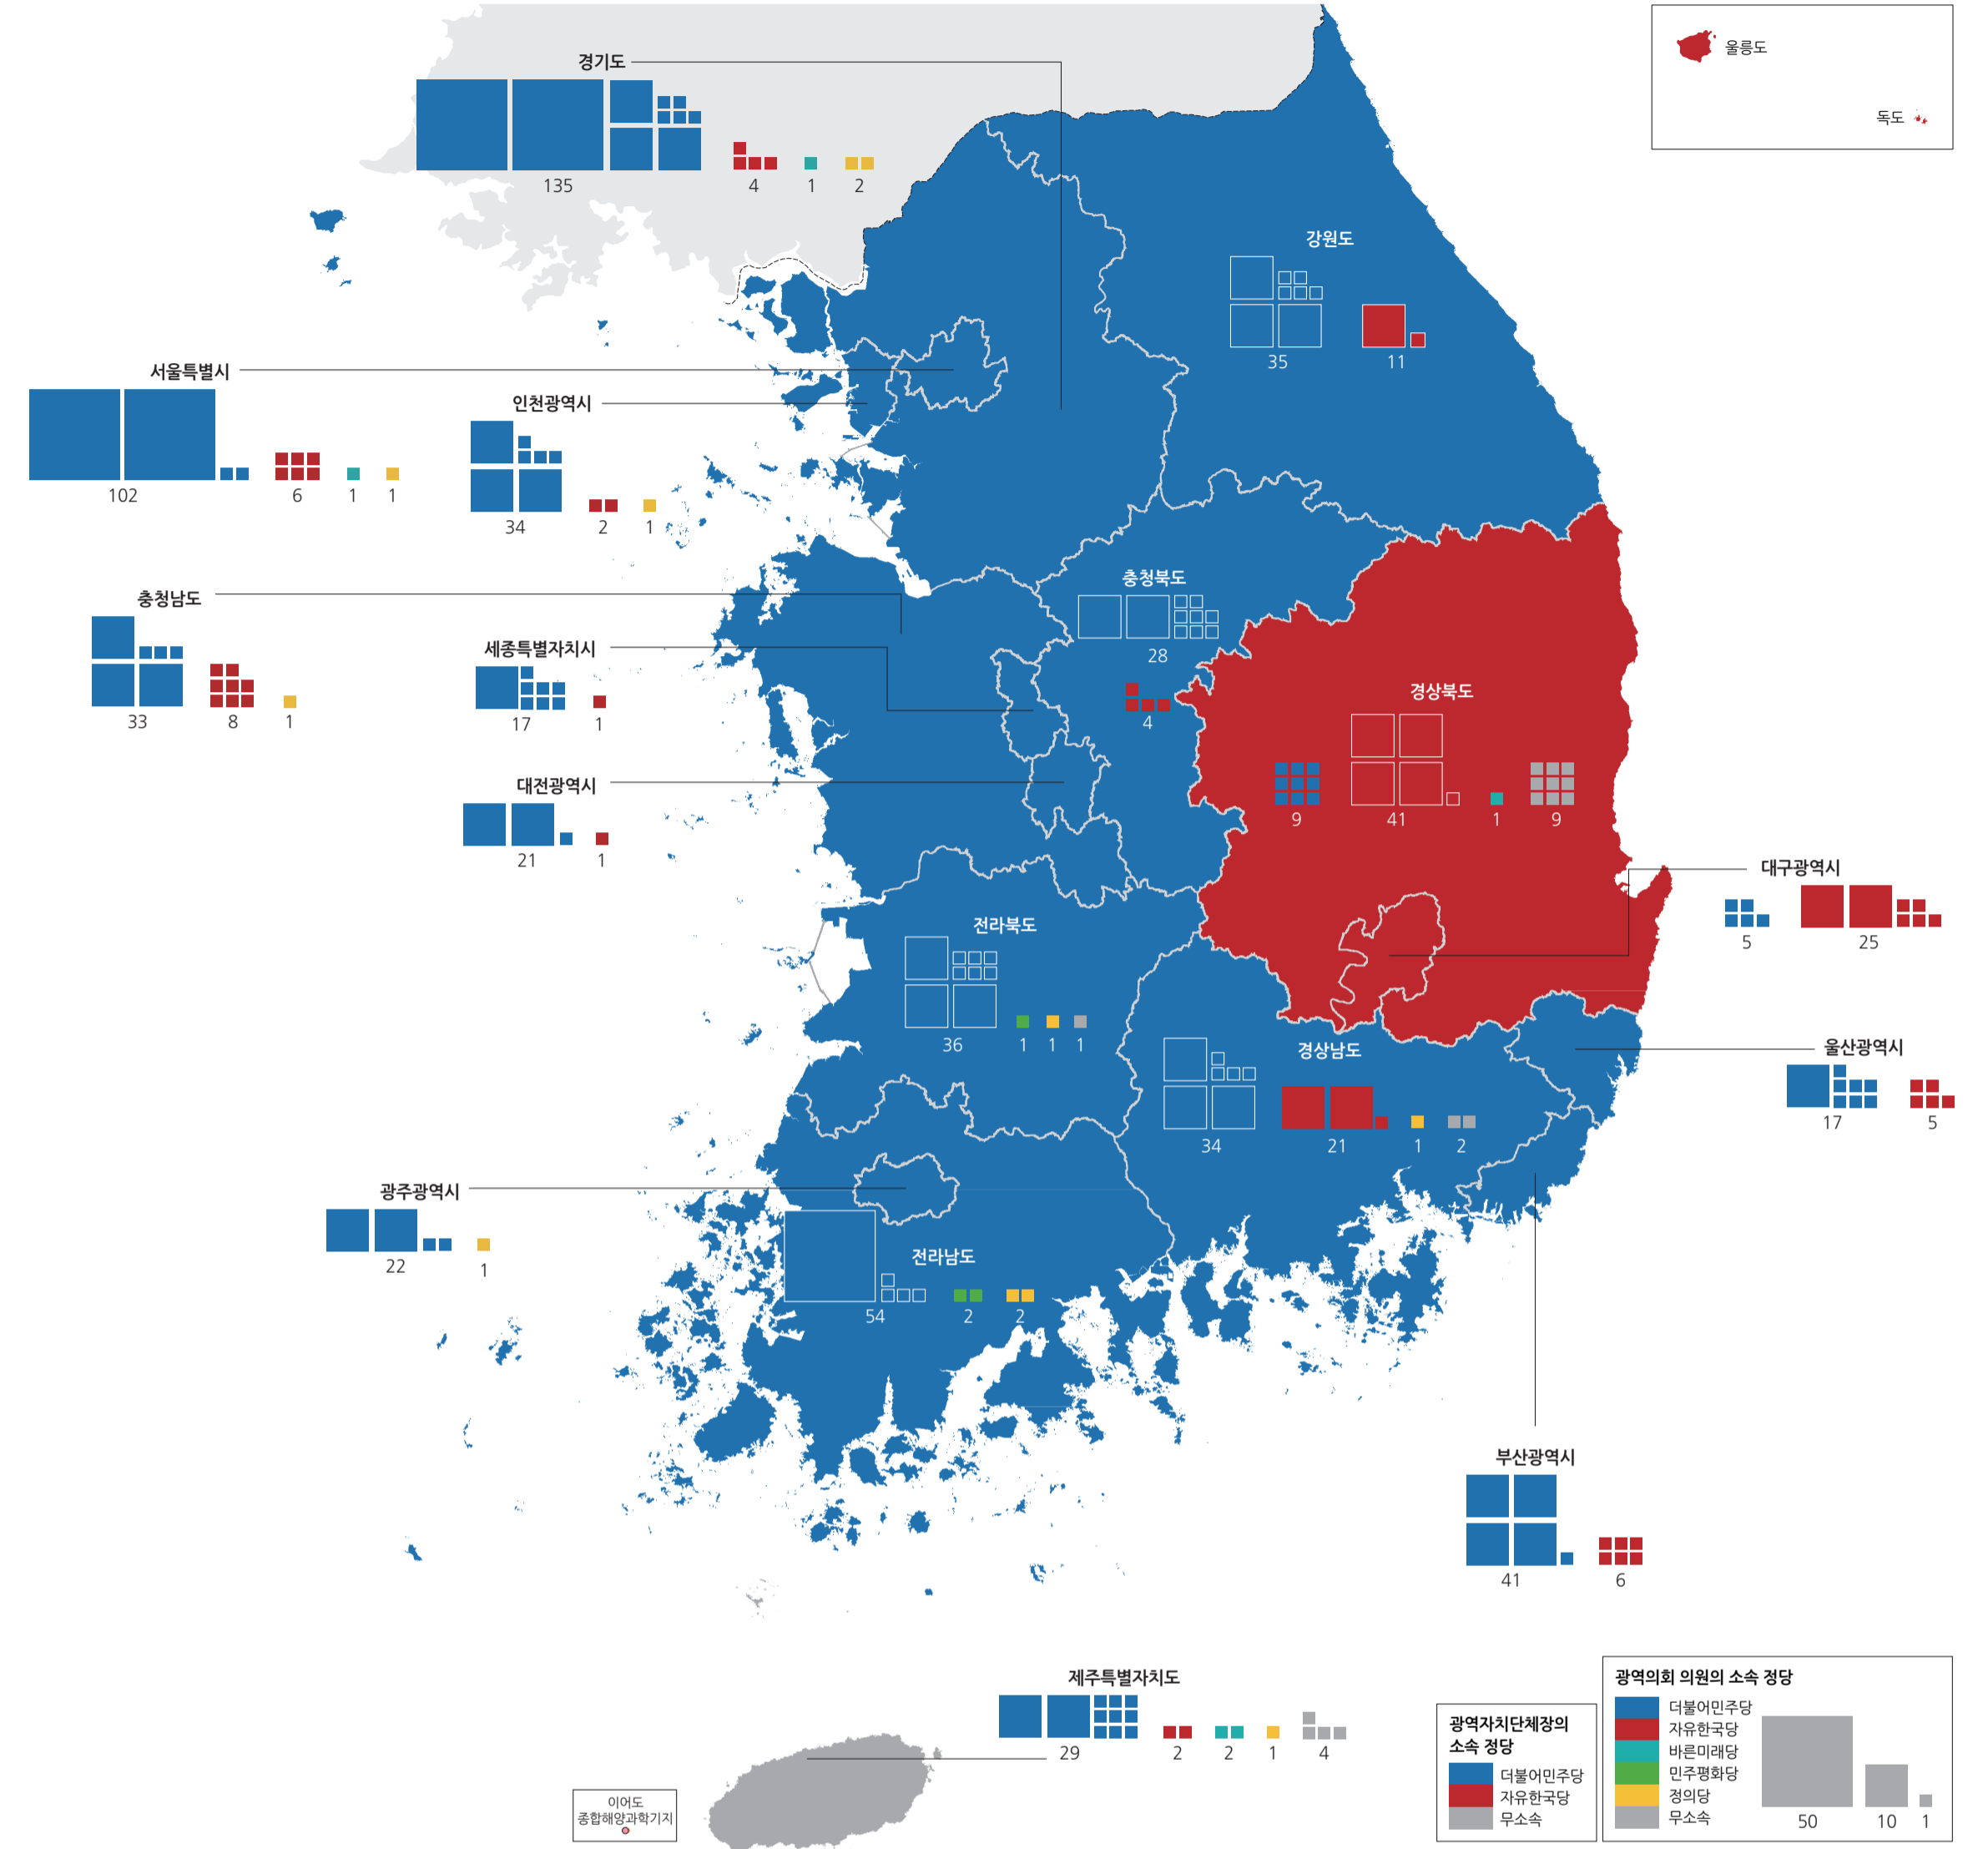 울릉도
독도
경기도
135 4 1 2
강원도
35 11
서울특별시
102 6 1 1
인천광역시
34 2 1
충청남도
33 8 1
세종특별자치시
17 1
충청북도
28
4
경상북도
9 41 1 9
대전광역시
21 1
대구광역시
5 25
전라북도
36 1 1 1
경상남도
34 21 1 2
울산광역시
17 5
광주광역시
22 1
전라남도
54 2 2
부산광역시
41 6
제주특별자치도
29 2 2 1 4
이어도
종합해양과학기지
광역자치단체장의
소속 정당
더불어민주당
자유한국당
무소속
광역의회 의원의 소속 정당
더불어민주당
자유한국당
바른미래당
민주평화당
정의당
무소속
50 10 1